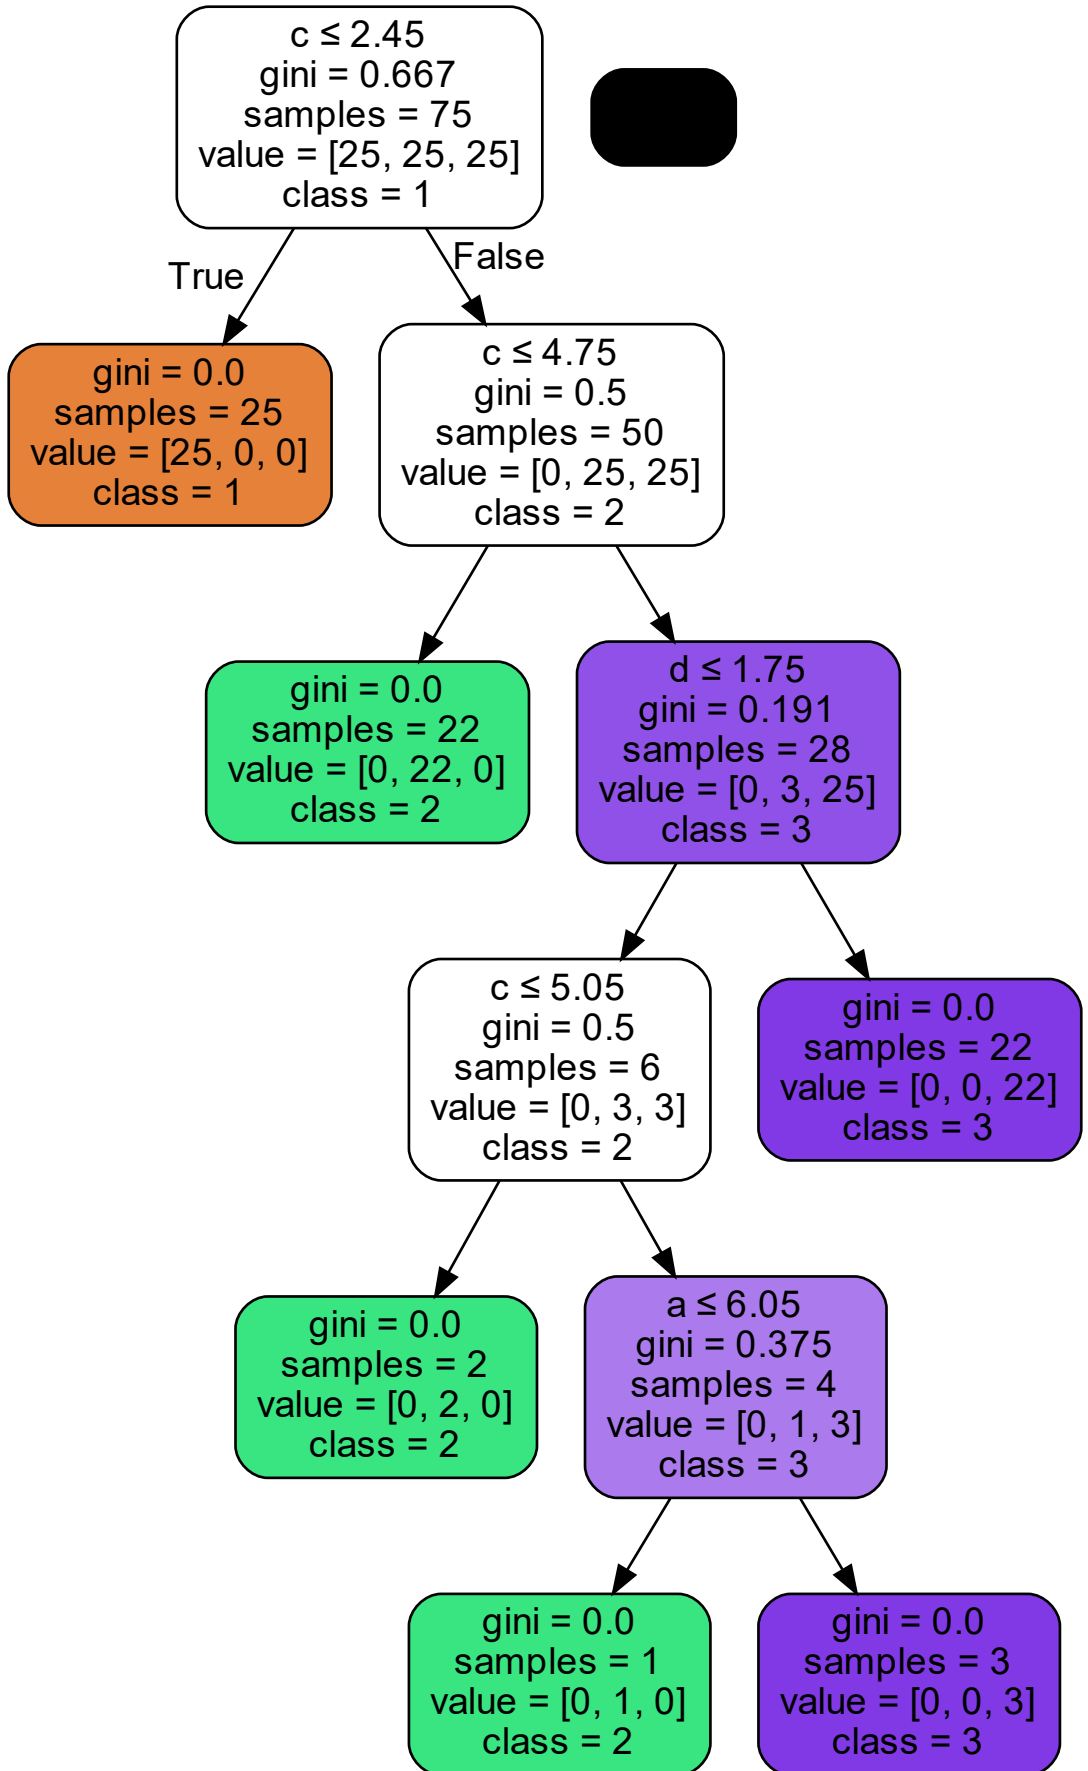 c ≤ 2.45
gini = 0.667
samples = 75
value = [25, 25, 25]
class = 1
True
False
gini = 0.0
samples = 25
value = [25, 0, 0]
class = 1
c ≤ 4.75
gini = 0.5
samples = 50
value = [0, 25, 25]
class = 2
gini = 0.0
samples = 22
value = [0, 22, 0]
class = 2
d ≤ 1.75
gini = 0.191
samples = 28
value = [0, 3, 25]
class = 3
c ≤ 5.05
gini = 0.5
samples = 6
value = [0, 3, 3]
class = 2
gini = 0.0
samples = 22
value = [0, 0, 22]
class = 3
gini = 0.0
samples = 2
value = [0, 2, 0]
class = 2
a ≤ 6.05
gini = 0.375
samples = 4
value = [0, 1, 3]
class = 3
gini = 0.0
samples = 1
value = [0, 1, 0]
class = 2
gini = 0.0
samples = 3
value = [0, 0, 3]
class = 3